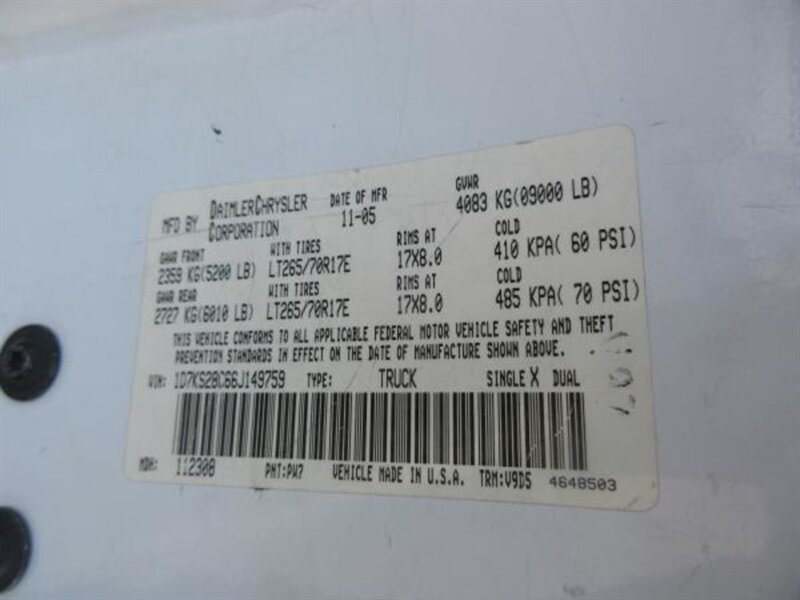 MFD BY DAIMLERCHRYSLER CORPORATION DATE OF MFR 11-05 GVWR 4083 KG(09000 LB)
GAWR FRONT WITH TIRES RIMS AT COLD
2359 KG(5200 LB) LT265/70R17E 17X8.0 410 KPA( 60 PSI)
GAWR REAR WITH TIRES RIMS AT COLD
2727 KG(6010 LB) LT265/70R17E 17X8.0 485 KPA( 70 PSI)
THIS VEHICLE CONFORMS TO ALL APPLICABLE FEDERAL MOTOR VEHICLE SAFETY AND THEFT
PREVENTION STANDARDS IN EFFECT ON THE DATE OF MANUFACTURE SHOWN ABOVE.
VIN: 1D7KS28C66J149759 TYPE: TRUCK SINGLE X DUAL
MDH: 112308 PNT:PW7 VEHICLE MADE IN U.S.A. TRM:V9D5 4648503